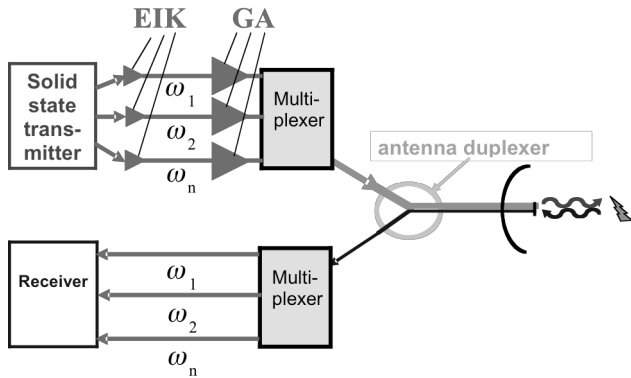 EIK GA
Solid
state
trans-
mitter
ω1
ω2
ωn
Multi-
plexer
antenna duplexer
Receiver
ω1
ω2
ωn
Multi-
plexer